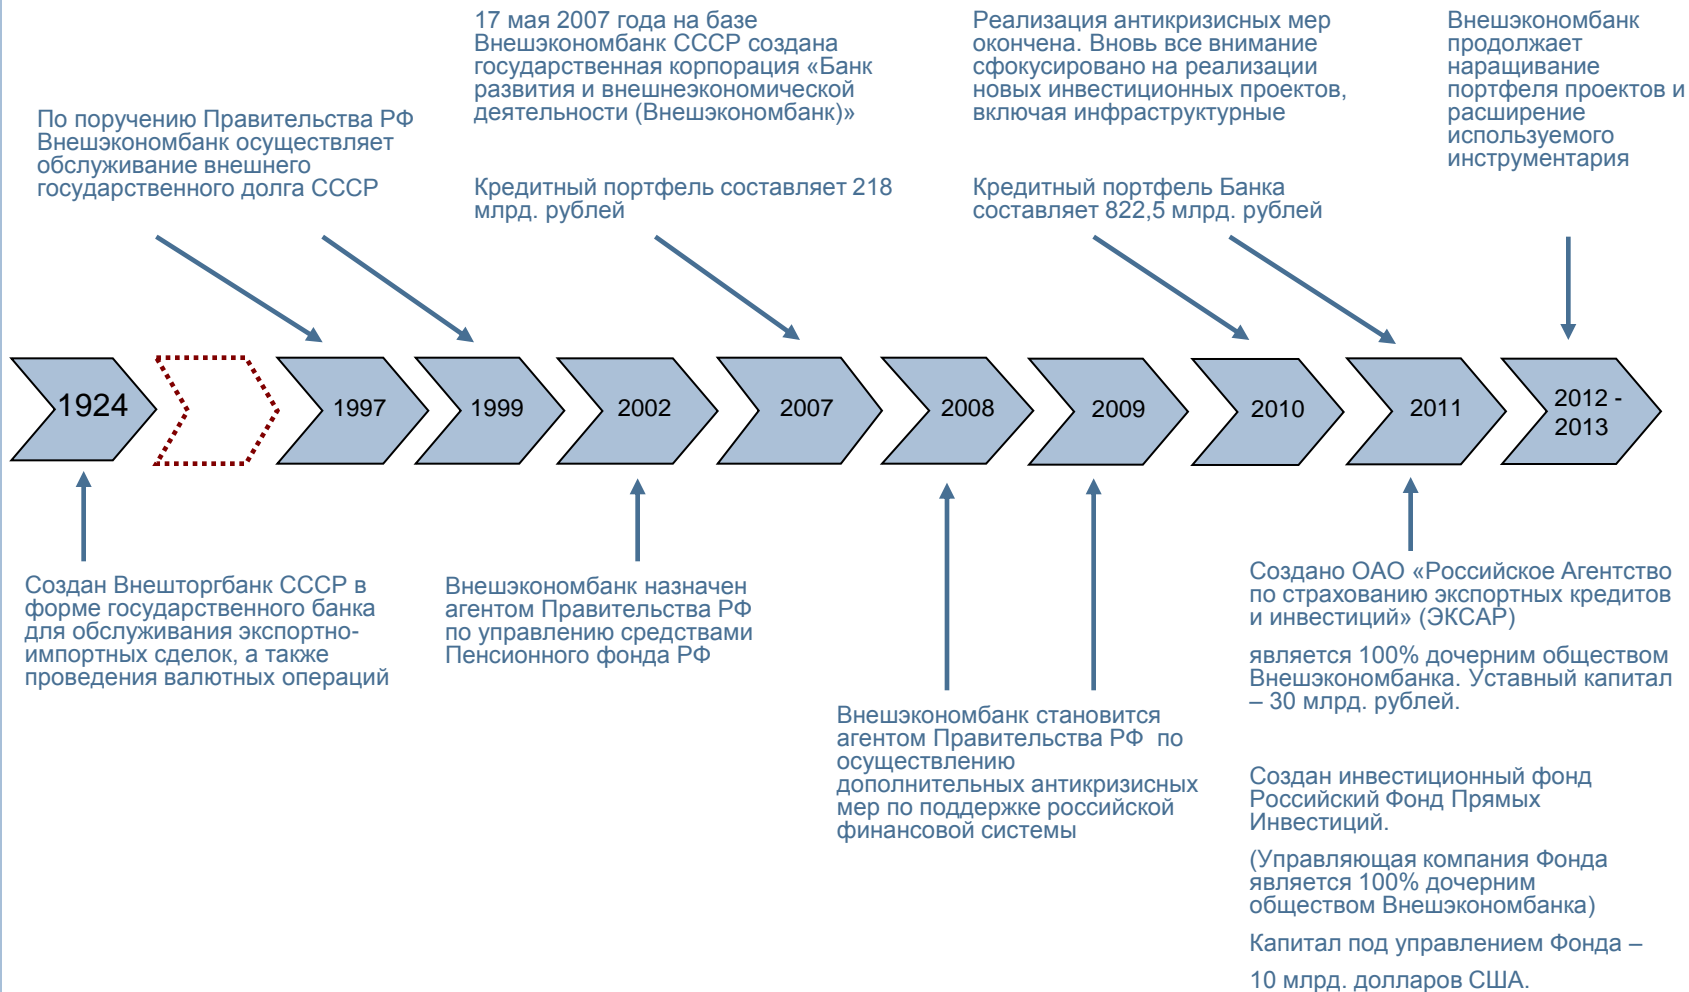 По поручению Правительства РФ
Внешэкономбанк осуществляет
обслуживание внешнего
государственного долга СССР
17 мая 2007 года на базе
Внешэкономбанк СССР создана
государственная корпорация «Банк
развития и внешнеэкономической
деятельности (Внешэкономбанк)»
Кредитный портфель составляет 218
млрд. рублей
Реализация антикризисных мер
окончена. Вновь все внимание
сфокусировано на реализации
новых инвестиционных проектов,
включая инфраструктурные
Кредитный портфель Банка
составляет 822,5 млрд. рублей
Внешэкономбанк
продолжает
наращивание
портфеля проектов и
расширение
используемого
инструментария
1924
1997
1999
2002
2007
2008
2009
2010
2011
2012 -
2013
Создан Внешторгбанк СССР в
форме государственного банка
для обслуживания экспортно-
импортных сделок, а также
проведения валютных операций
Внешэкономбанк назначен
агентом Правительства РФ
по управлению средствами
Пенсионного фонда РФ
Внешэкономбанк становится
агентом Правительства РФ  по
осуществлению
дополнительных антикризисных
мер по поддержке российской
финансовой системы
Создано ОАО «Российское Агентство
по страхованию экспортных кредитов
и инвестиций» (ЭКСАР)
является 100% дочерним обществом
Внешэкономбанка. Уставный капитал
– 30 млрд. рублей.
Создан инвестиционный фонд
Российский Фонд Прямых
Инвестиций.
(Управляющая компания Фонда
является 100% дочерним
обществом Внешэкономбанка)
Капитал под управлением Фонда –
10 млрд. долларов США.